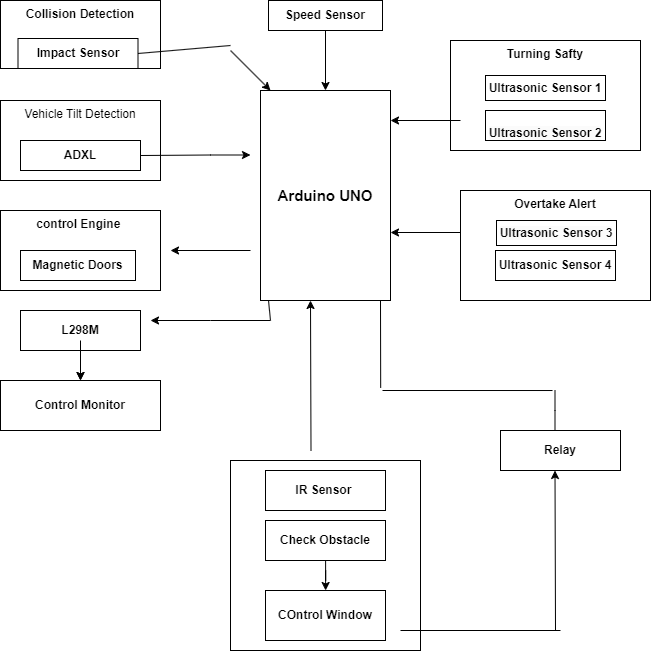 Collision Detection
Impact Sensor
Speed Sensor
Turning Safty
Ultrasonic Sensor 1
Ultrasonic Sensor 2
Vehicle Tilt Detection
ADXL
Arduino UNO
Overtake Alert
Ultrasonic Sensor 3
Ultrasonic Sensor 4
control Engine
Magnetic Doors
L298M
Control Monitor
Relay
IR Sensor
Check Obstacle
COntrol Window